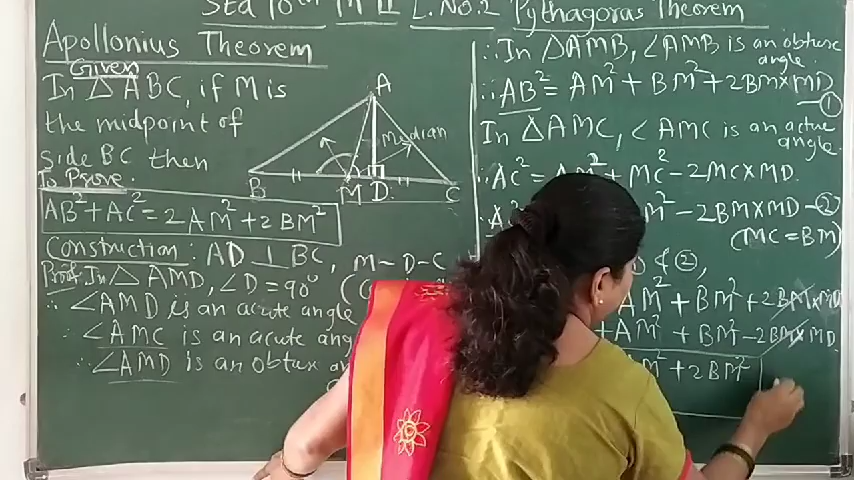 Std 10th M II L.No.2 Pythagoras Theorem
Apollonius Theorem
Given
In △ABC, if M is
the midpoint of
side BC then
To Prove.
AB²+AC²=2AM²+2BM²
Construction: AD ⊥ BC, M-D-C
Proof. In △AMD, ∠D=90°
∴ ∠AMD is an acute angle
∴ ∠AMC is an acute ang
∴ ∠AMD is an obtus an
A
Median
B
M
D
C
∴ In △AMB, ∠AMB is an obtuse
angle.
∴ AB²= AM²+BM²+2BM×MD
—①
In △AMC, ∠AMC is an acute
angle.
∴ AC²= AM²+MC²-2MC×MD.
M²-2BM×MD-②
(MC=BM)
& ②,
AM²+BM²+2BM×MD
+AM²+BM²-2BM×MD
M²+2BM²